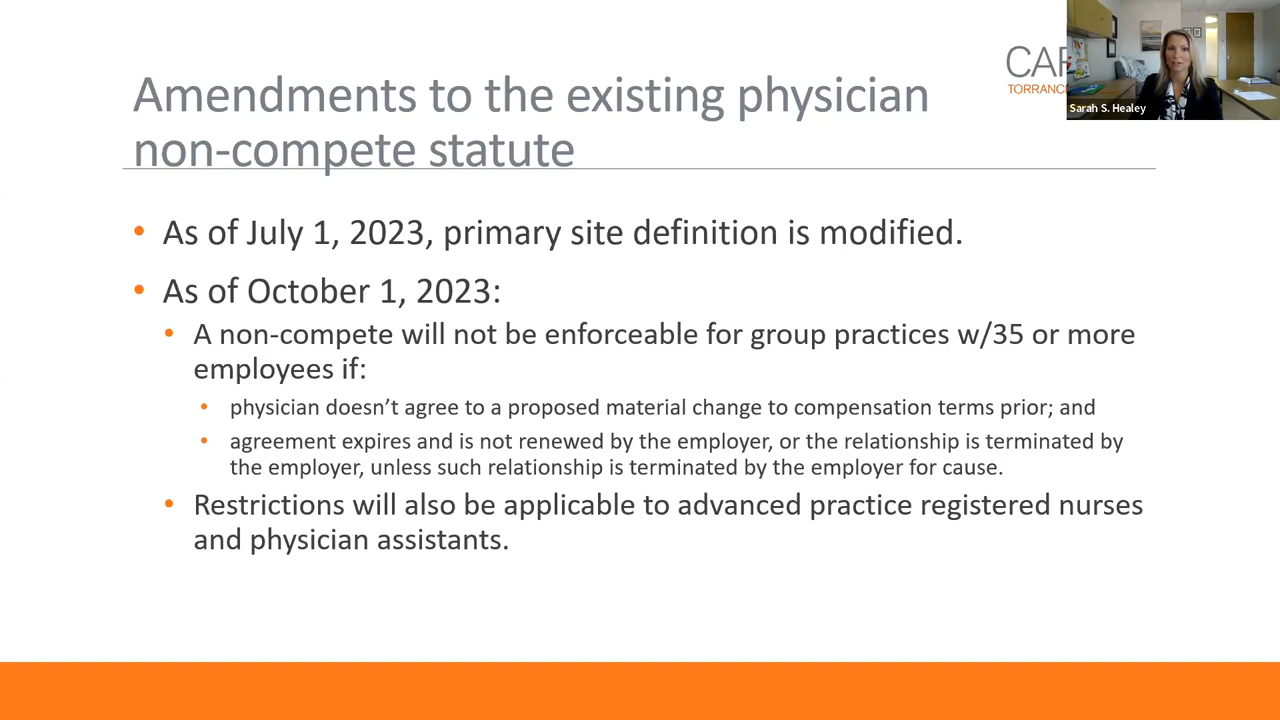 Amendments to the existing physician
non-compete statute
Sarah S. Healey
• As of July 1, 2023, primary site definition is modified.
• As of October 1, 2023:
• A non-compete will not be enforceable for group practices w/35 or more
employees if:
• physician doesn't agree to a proposed material change to compensation terms prior; and
• agreement expires and is not renewed by the employer, or the relationship is terminated by
the employer, unless such relationship is terminated by the employer for cause.
• Restrictions will also be applicable to advanced practice registered nurses
and physician assistants.